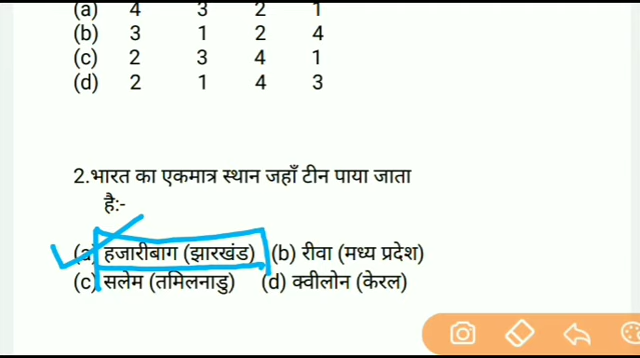 (a) 4 3 2 1
(b) 3 1 2 4
(c) 2 3 4 1
(d) 2 1 4 3
2.भारत का एकमात्र स्थान जहाँ टीन पाया जाता
है:-
(a) हजारीबाग (झारखंड) (b) रीवा (मध्य प्रदेश)
(c) सलेम (तमिलनाडु) (d) क्वीलोन (केरल)